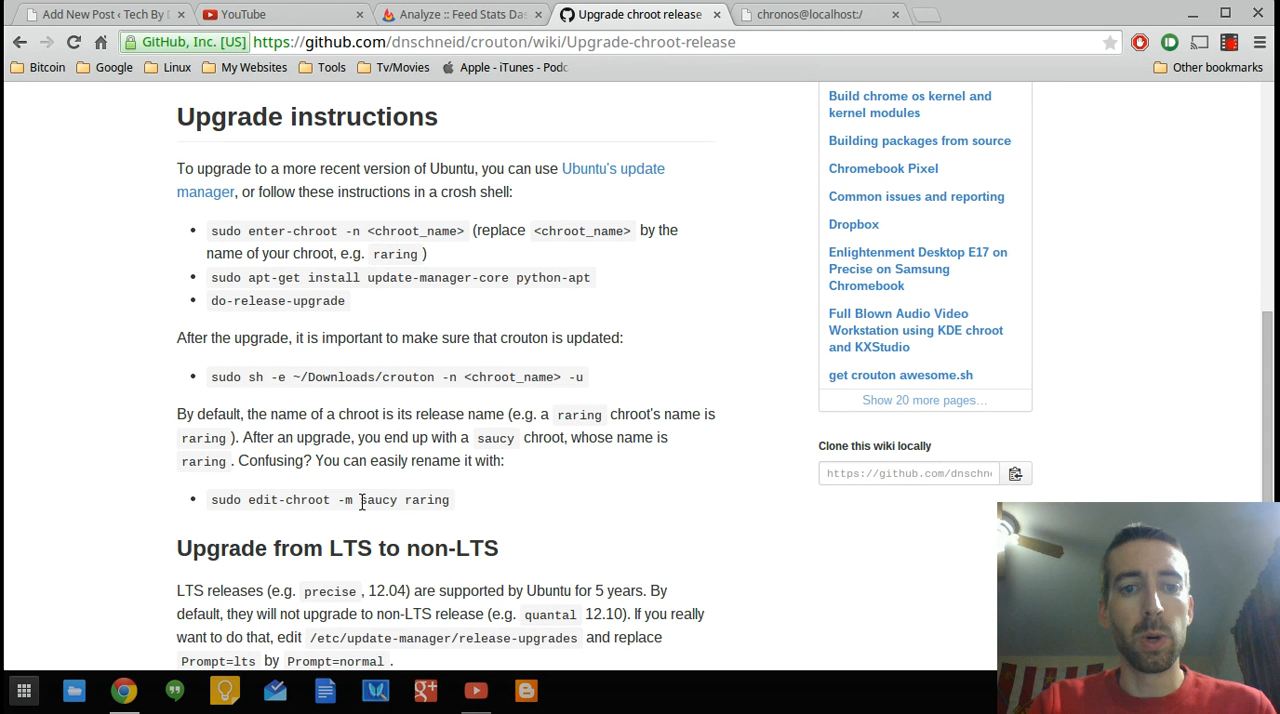 Add New Post ‹ Tech By
YouTube
Analyze :: Feed Stats Das
Upgrade chroot release
chronos@localhost:/
GitHub, Inc. [US]
https://github.com/dnschneid/crouton/wiki/Upgrade-chroot-release
Bitcoin
Google
Linux
My Websites
Tools
Tv/Movies
Apple - iTunes - Podc
Other bookmarks
Upgrade instructions
To upgrade to a more recent version of Ubuntu, you can use Ubuntu's update
manager, or follow these instructions in a crosh shell:
• sudo enter-chroot -n <chroot_name> (replace <chroot_name> by the
name of your chroot, e.g. raring )
• sudo apt-get install update-manager-core python-apt
• do-release-upgrade
After the upgrade, it is important to make sure that crouton is updated:
• sudo sh -e ~/Downloads/crouton -n <chroot_name> -u
By default, the name of a chroot is its release name (e.g. a raring chroot's name is
raring ). After an upgrade, you end up with a saucy chroot, whose name is
raring . Confusing? You can easily rename it with:
• sudo edit-chroot -m saucy raring
Upgrade from LTS to non-LTS
LTS releases (e.g. precise , 12.04) are supported by Ubuntu for 5 years. By
default, they will not upgrade to non-LTS release (e.g. quantal 12.10). If you really
want to do that, edit /etc/update-manager/release-upgrades and replace
Prompt=lts by Prompt=normal .
Build chrome os kernel and
kernel modules
Building packages from source
Chromebook Pixel
Common issues and reporting
Dropbox
Enlightenment Desktop E17 on
Precise on Samsung
Chromebook
Full Blown Audio Video
Workstation using KDE chroot
and KXStudio
get crouton awesome.sh
Show 20 more pages…
Clone this wiki locally
https://github.com/dnschne